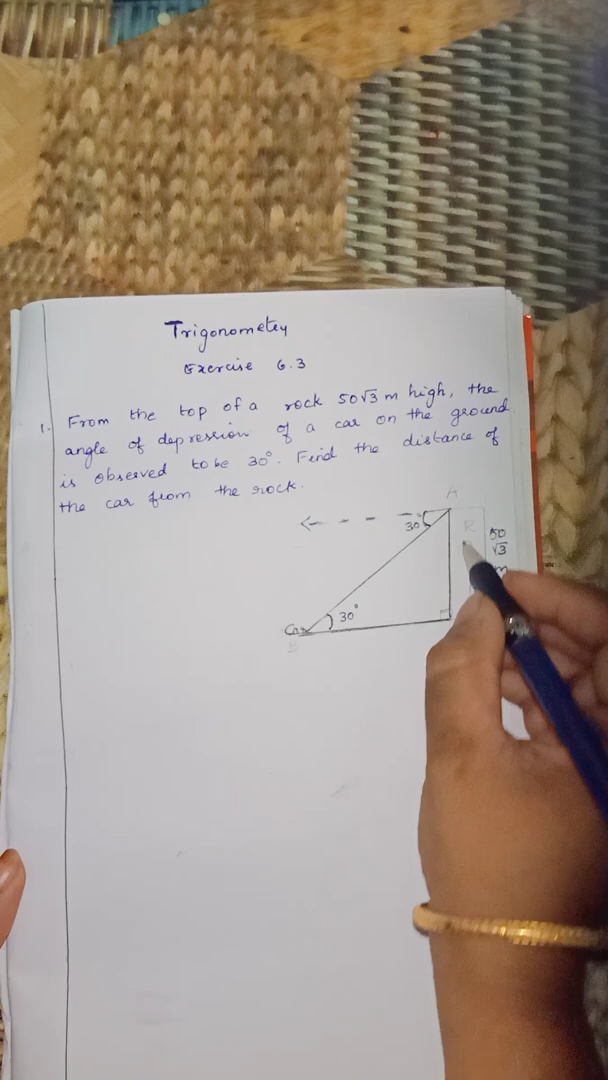 Trigonometry
Exercise 6.3
1. From the top of a rock 50√3 m high, the
angle of depression of a car on the ground
is observed to be 30°. Find the distance of
the car from the rock.
A
30
R
50
√3
m
Car
30°
B